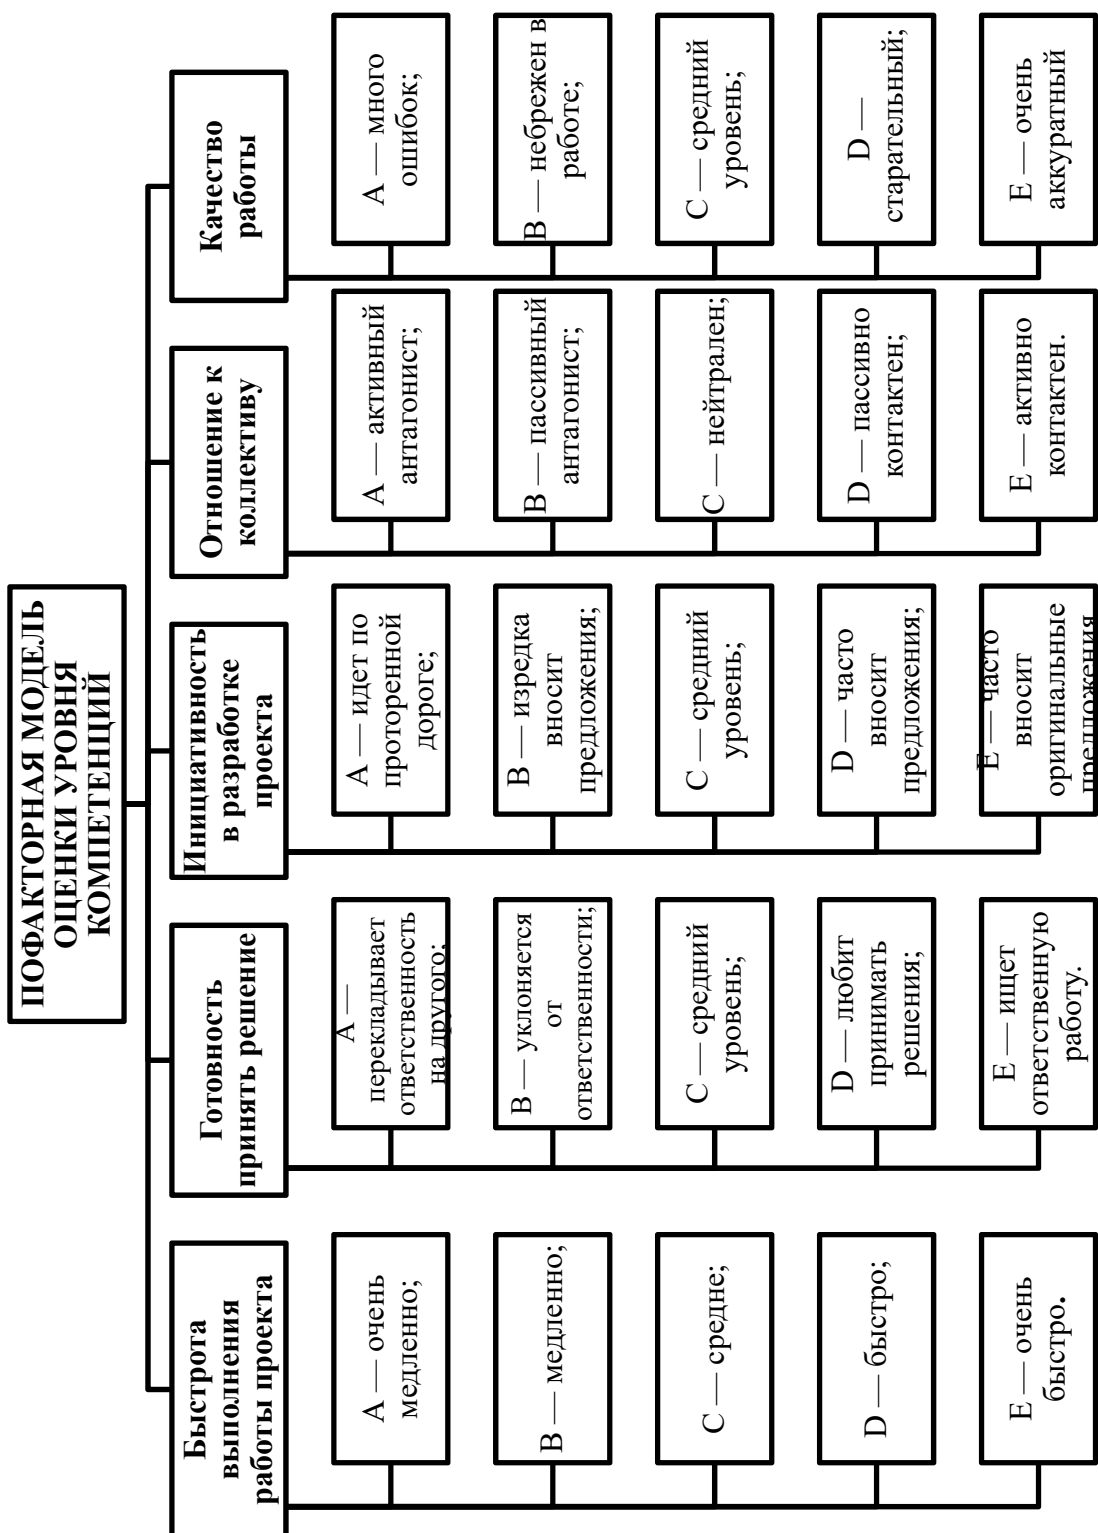 ПОФАКТОРНАЯ МОДЕЛЬ
ОЦЕНКИ УРОВНЯ
КОМПЕТЕНЦИЙ
Быстрота
выполнения
работы проекта
A — очень
медленно;
B — медленно;
C — средне;
D — быстро;
E — очень
быстро.
Готовность
принять решение
A —
перекладывает
ответственность
на другого;
B — уклоняется
от
ответственности;
C — средний
уровень;
D — любит
принимать
решения;
E — ищет
ответственную
работу.
Инициативность
в разработке
проекта
A — идет по
проторенной
дороге;
B — изредка
вносит
предложения;
C — средний
уровень;
D — часто
вносит
предложения;
E — часто
вносит
оригинальные
предложения
Отношение к
коллективу
A — активный
антагонист;
B — пассивный
антагонист;
C — нейтрален;
D — пассивно
контактен;
E — активно
контактен.
Качество
работы
A — много
ошибок;
B — небрежен в
работе;
C — средний
уровень;
D —
старательный;
E — очень
аккуратный